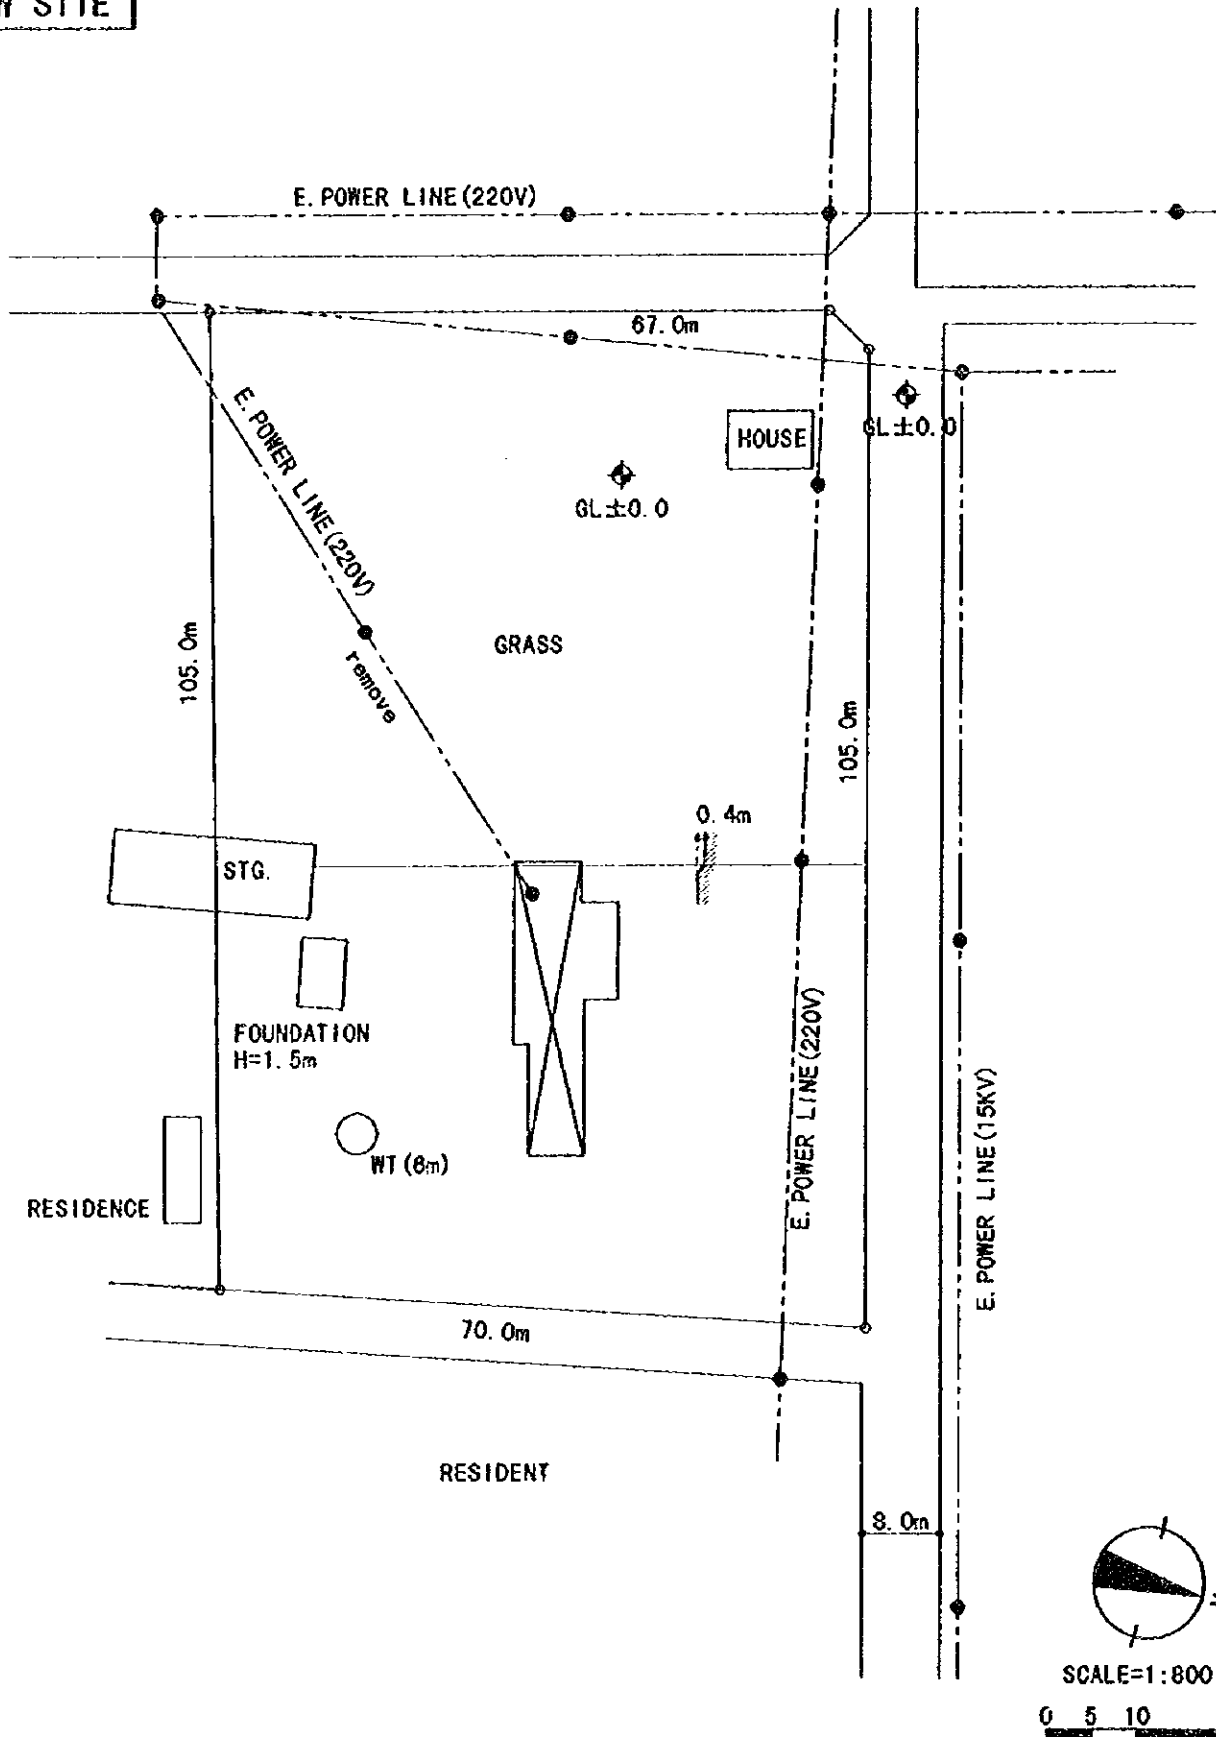 SITE
E. POWER LINE(220V)
67. 0m
E. POWER LINE(220V)
HOUSE
GL±0. 0
GL±0. 0
GRASS
105. 0m
remove
105. 0m
0. 4m
STG.
FOUNDATION
H=1. 5m
E. POWER LINE(220V)
WT(8m)
E. POWER LINE(15KV)
RESIDENCE
70. 0m
RESIDENT
8. 0m
SCALE=1:800
0 5 10